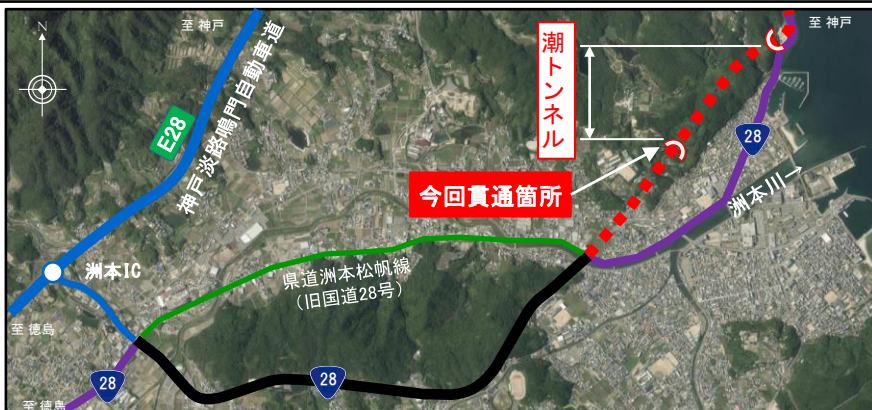 至 神戸
至 神戸
N
潮トンネル
E28
神戸淡路鳴門自動車道
28
今回貫通箇所
洲本川→
洲本IC
県道洲本松帆線
（旧国道28号）
至 徳島
28
28
至 徳島